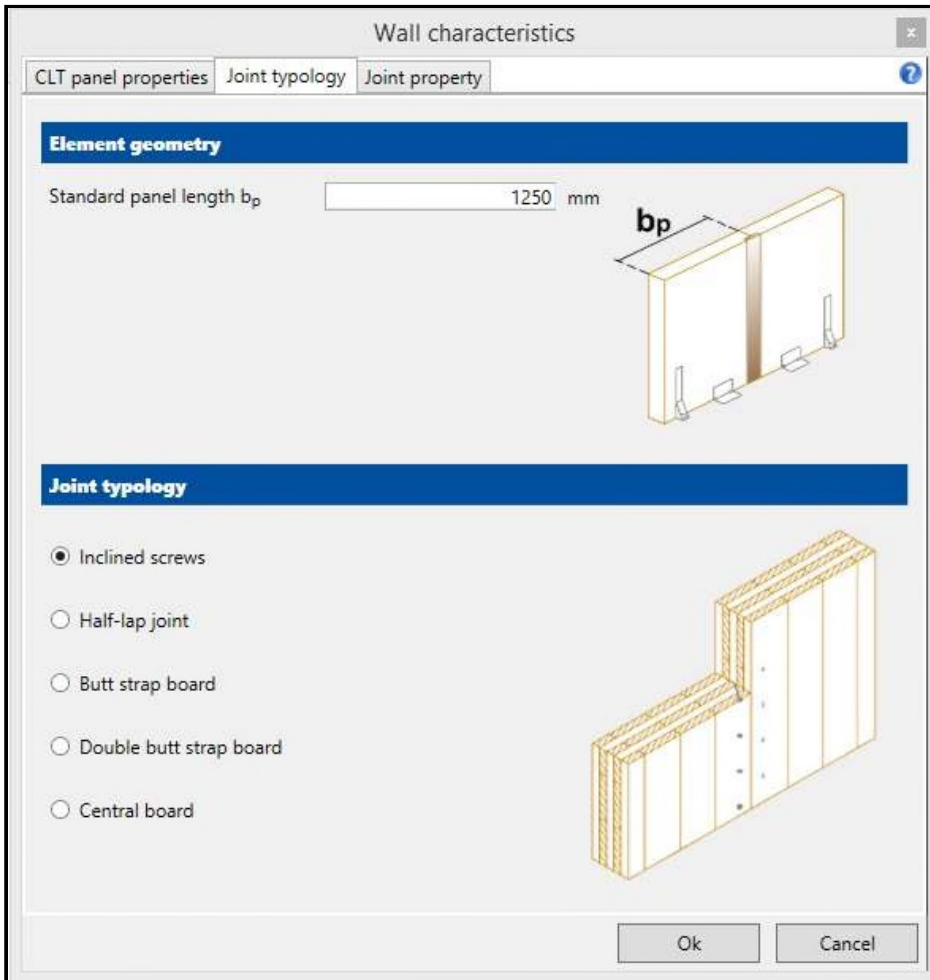 Wall characteristics
x
CLT panel properties Joint typology Joint property ?
Element geometry
Standard panel length bp 1250 mm
bp
Joint typology
Inclined screws
Half-lap joint
Butt strap board
Double butt strap board
Central board
Ok Cancel